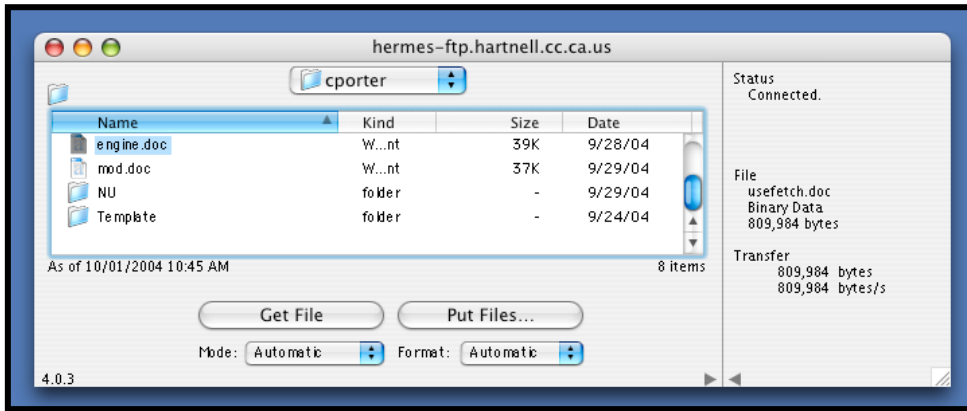 hermes-ftp.hartnell.cc.ca.us
cporter
Name Kind Size Date
engine.doc W...nt 39K 9/28/04
mod.doc W...nt 37K 9/29/04
NU folder - 9/29/04
Template folder - 9/24/04
As of 10/01/2004 10:45 AM 8 items
Get File Put Files...
Mode: Automatic Format: Automatic
4.0.3
Status
Connected.
File
usefetch.doc
Binary Data
809,984 bytes
Transfer
809,984 bytes
809,984 bytes/s